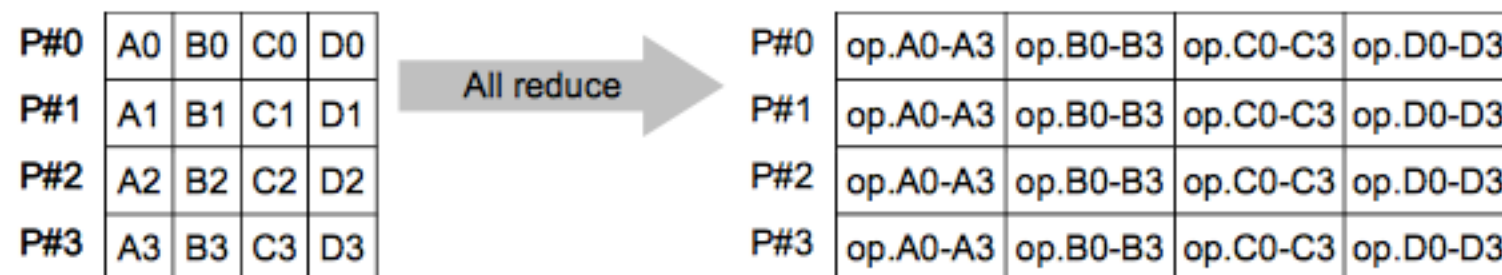 P#0 A0 B0 C0 D0 P#0 op.A0-A3 op.B0-B3 op.C0-C3 op.D0-D3
All reduce
P#1 A1 B1 C1 D1 P#1 op.A0-A3 op.B0-B3 op.C0-C3 op.D0-D3
P#2 A2 B2 C2 D2 P#2 op.A0-A3 op.B0-B3 op.C0-C3 op.D0-D3
P#3 A3 B3 C3 D3 P#3 op.A0-A3 op.B0-B3 op.C0-C3 op.D0-D3